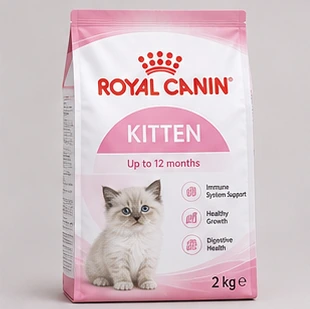 ROYAL CANIN®
KITTEN
Up to 12 months
Immune
System Support
Healthy
Growth
Digestive
Health
2 kg e